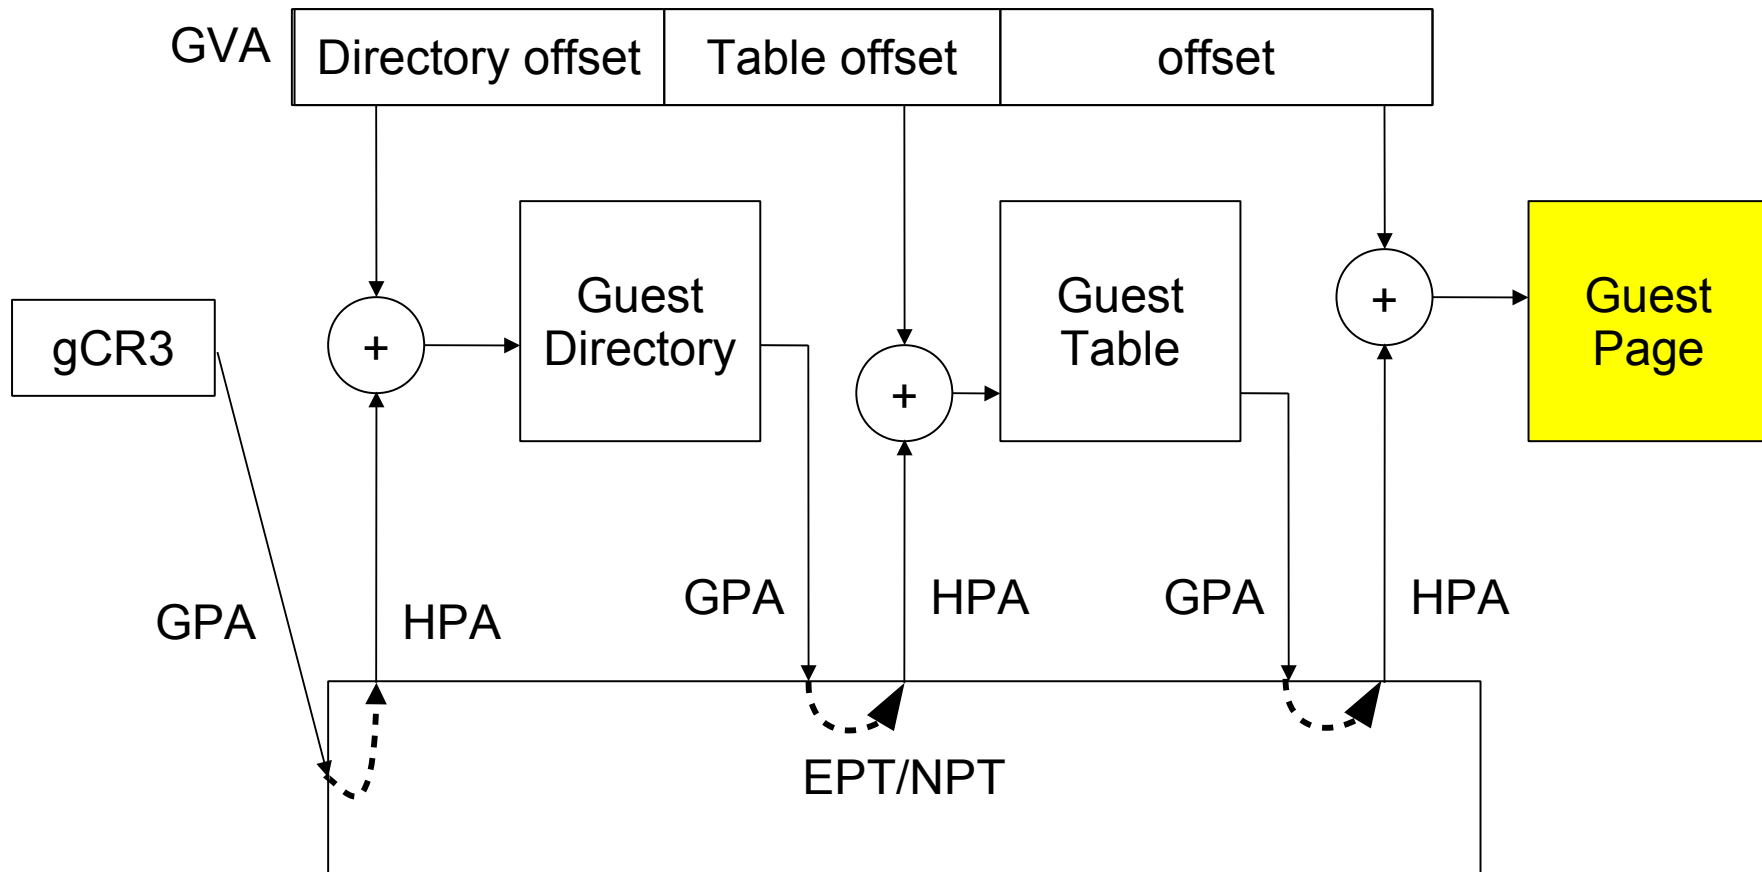 GVA
Directory offset
Table offset
offset
gCR3
+
Guest
Directory
+
Guest
Table
+
Guest
Page
GPA
HPA
GPA
HPA
GPA
HPA
EPT/NPT